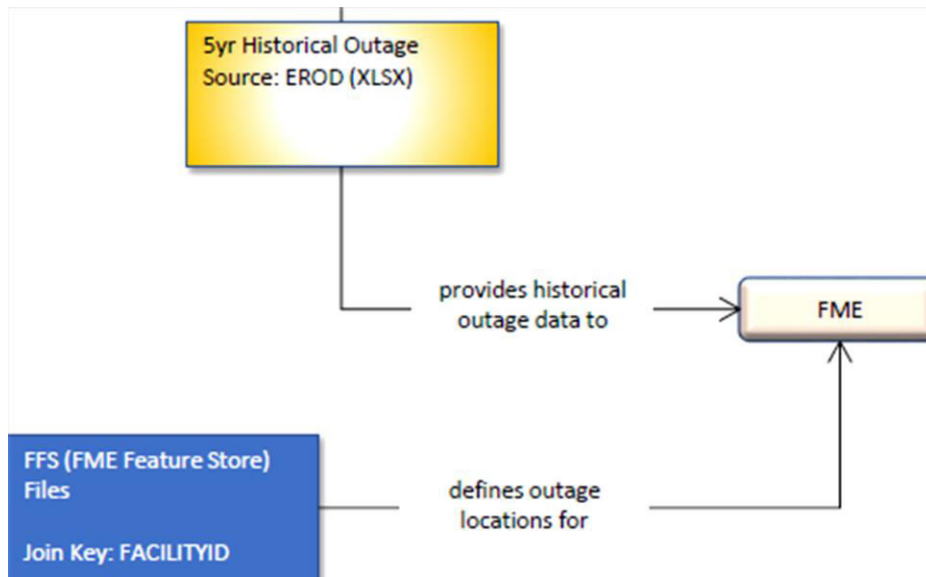 5yr Historical Outage
Source: EROD (XLSX)
provides historical
outage data to
FME
FFS (FME Feature Store)
Files
Join Key: FACILITYID
defines outage
locations for